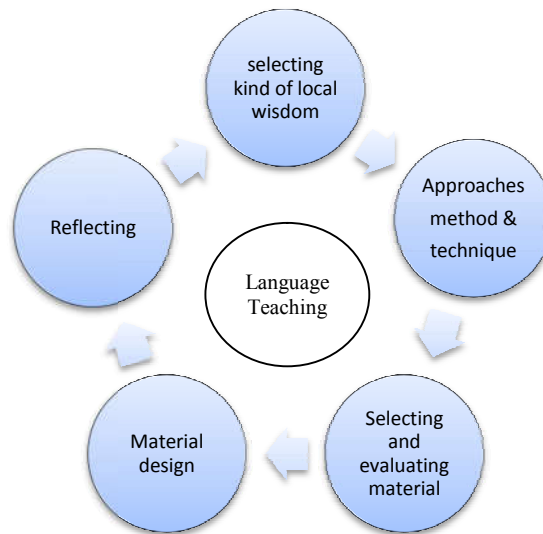 selecting
kind of local
wisdom
Approaches
method &
technique
Selecting
and
evaluating
material
Material
design
Reflecting
Language
Teaching